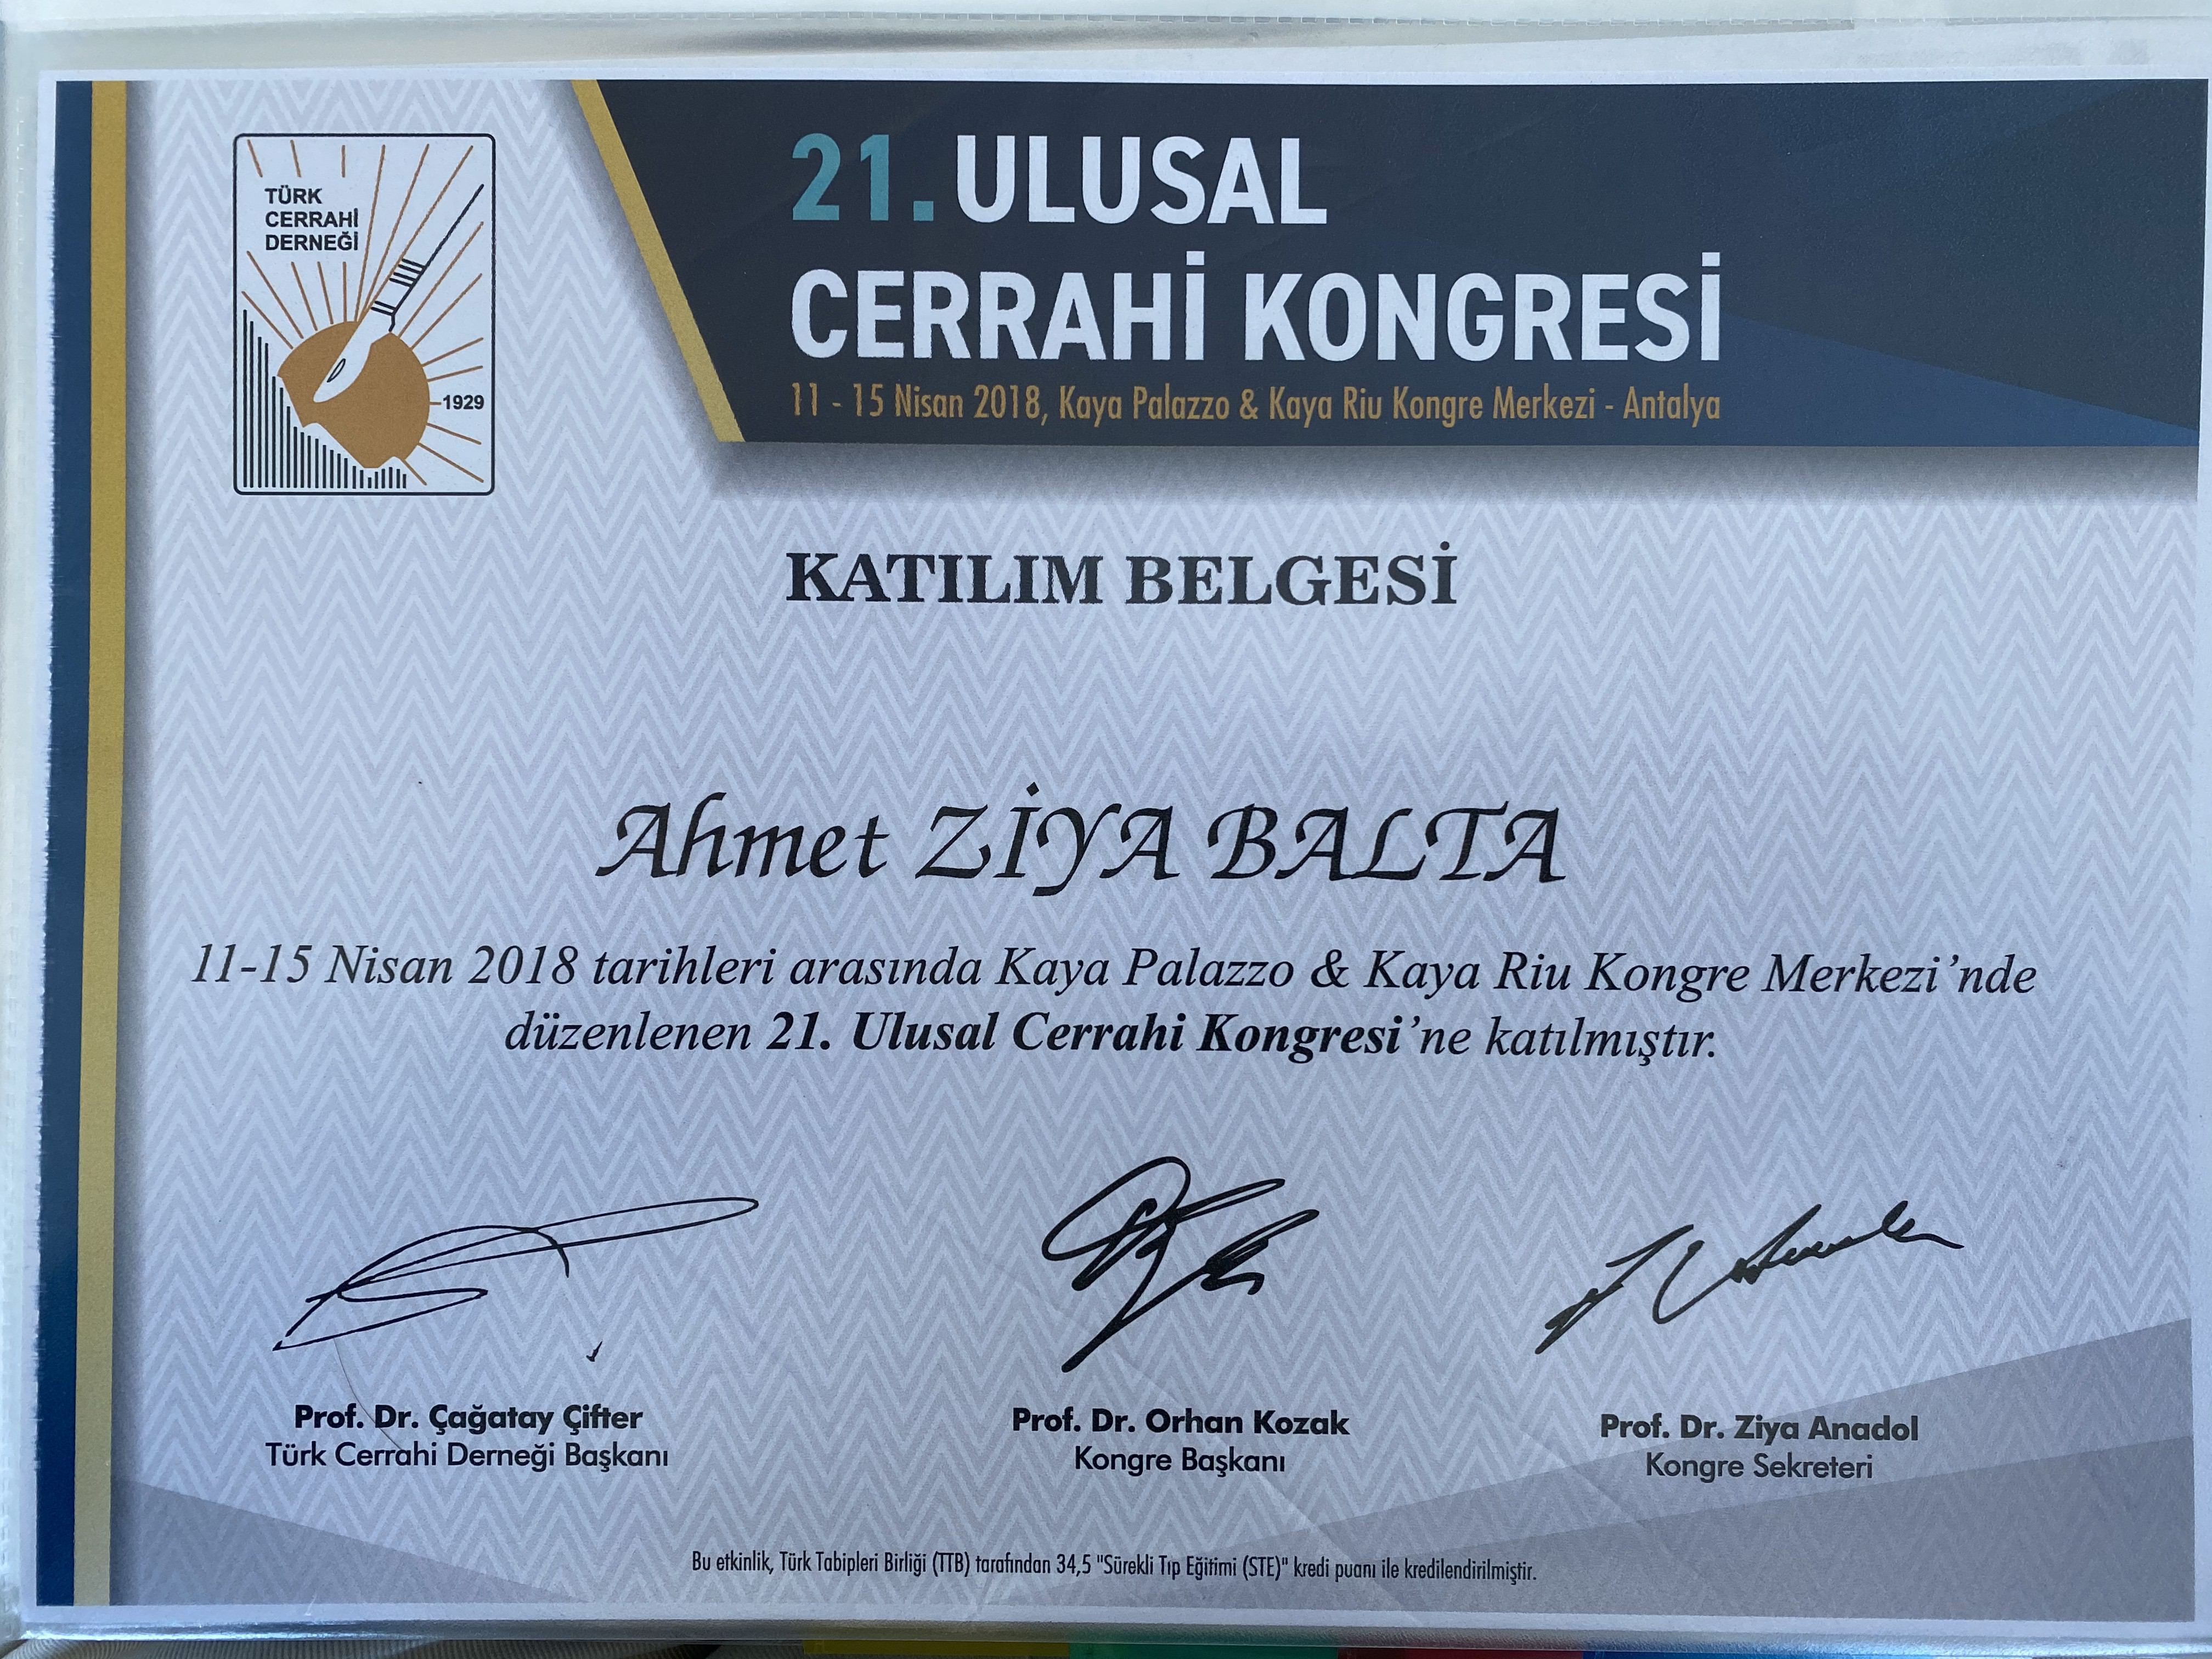 TÜRK
CERRAHİ
DERNEĞİ
1929
21. ULUSAL
CERRAHİ KONGRESİ
11 - 15 Nisan 2018, Kaya Palazzo & Kaya Riu Kongre Merkezi - Antalya
KATILIM BELGESİ
Ahmet ZİYA BALTA
11-15 Nisan 2018 tarihleri arasında Kaya Palazzo & Kaya Riu Kongre Merkezi’nde
düzenlenen 21. Ulusal Cerrahi Kongresi’ne katılmıştır.
Prof. Dr. Çağatay Çifter
Türk Cerrahi Derneği Başkanı
Prof. Dr. Orhan Kozak
Kongre Başkanı
Prof. Dr. Ziya Anadol
Kongre Sekreteri
Bu etkinlik, Türk Tabipleri Birliği (TTB) tarafından 34,5 "Sürekli Tıp Eğitimi (STE)" kredi puanı ile kredilendirilmiştir.